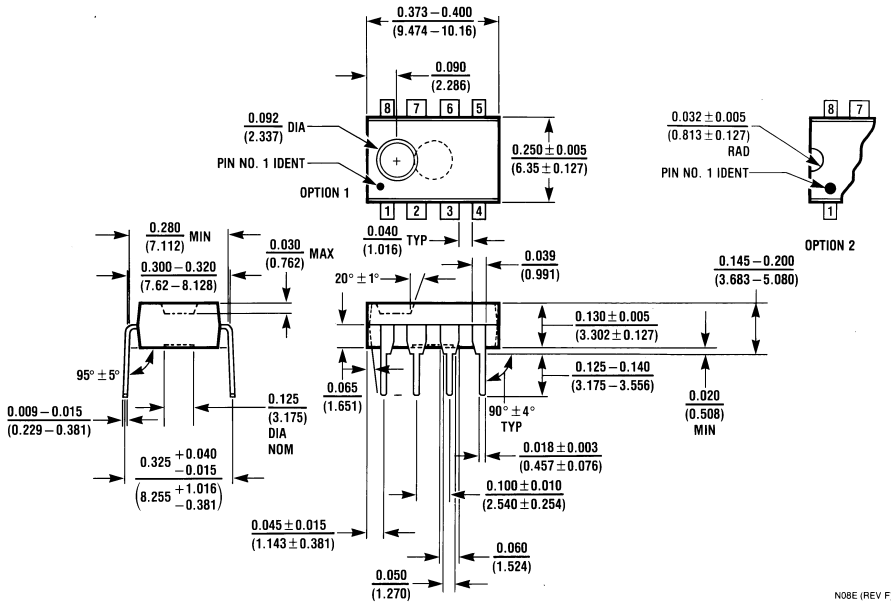 0.373–0.400
(9.474–10.16)
0.090
(2.286)
8 7 6 5
0.092 DIA
(2.337)
PIN NO. 1 IDENT
OPTION 1
0.250 ± 0.005
(6.35 ± 0.127)
1 2 3 4
0.032 ± 0.005
(0.813 ± 0.127)
RAD
PIN NO. 1 IDENT
8 7
1
OPTION 2
0.280 MIN
(7.112)
0.300–0.320
(7.62–8.128)
0.030 MAX
(0.762)
0.040 TYP
(1.016)
0.039
(0.991)
20° ± 1°
0.145–0.200
(3.683–5.080)
0.130 ± 0.005
(3.302 ± 0.127)
95° ± 5°
0.065
(1.651)
0.125–0.140
(3.175–3.556)
90° ± 4°
TYP
0.020
(0.508)
MIN
0.009–0.015
(0.229–0.381)
0.125
(3.175)
DIA
NOM
0.018 ± 0.003
(0.457 ± 0.076)
0.325 +0.040
−0.015
(8.255 +1.016
−0.381)
0.100 ± 0.010
(2.540 ± 0.254)
0.045 ± 0.015
(1.143 ± 0.381)
0.060
(1.524)
0.050
(1.270)
N08E (REV F